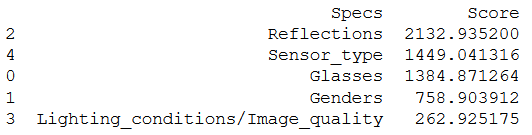 Specs Score
2 Reflections 2132.935200
4 Sensor_type 1449.041316
0 Glasses 1384.871264
1 Genders 758.903912
3 Lighting_conditions/Image_quality 262.925175